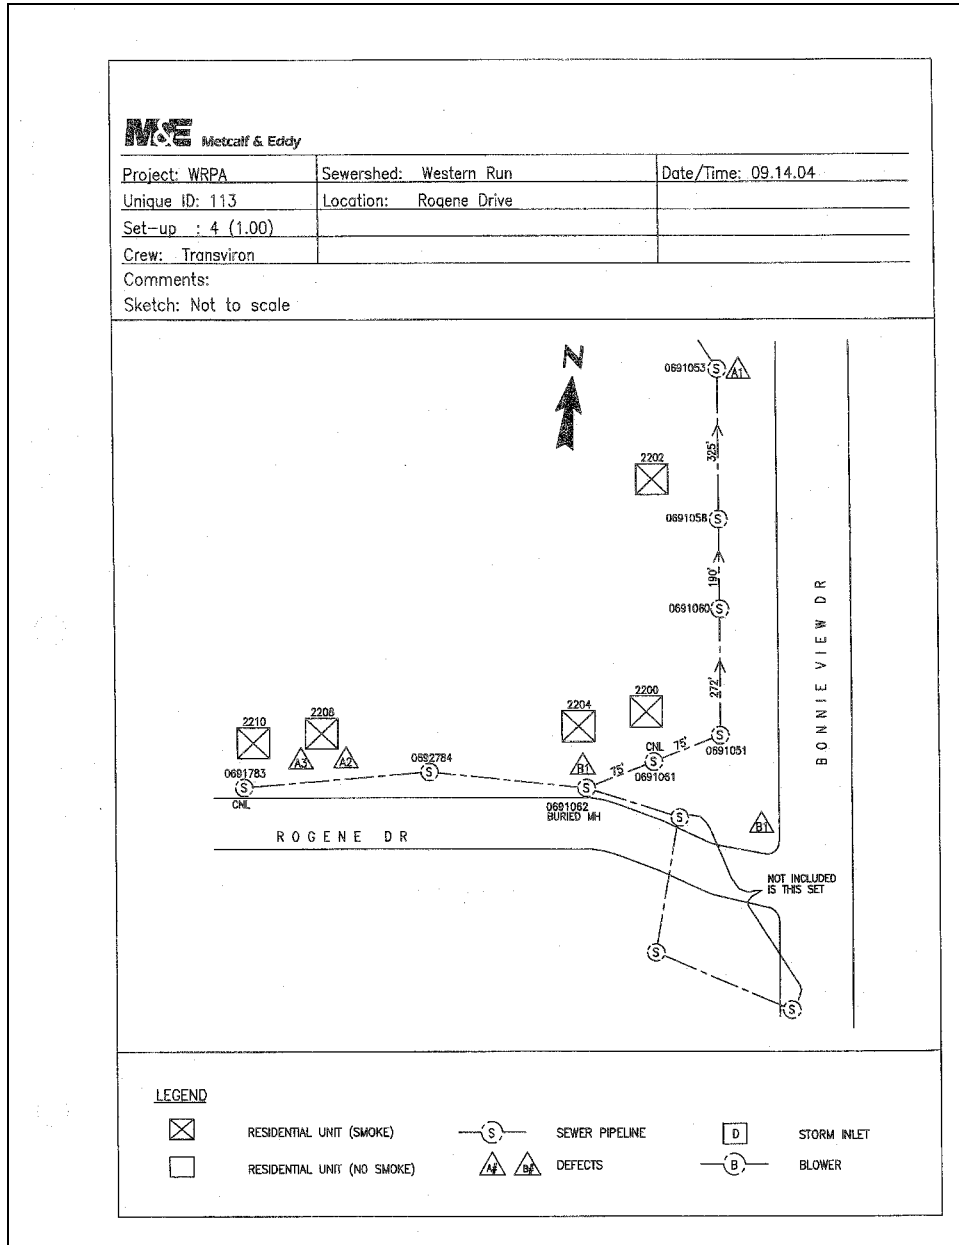 M&E Metcalf & Eddy
Project: WRPA Sewershed: Western Run Date/Time: 09.14.04
Unique ID: 113 Location: Rogene Drive
Set-up : 4 (1.00)
Crew: Transviron
Comments:
Sketch: Not to scale
N
0691053 S A1
325'
2202
0691058 S
190'
0691060 S
272'
BONNIE VIEW DR
2210
2208
2204
2200
A3 A2
B1
CNL
75'
75'
S
0691051
0691783
S
CNL
0692784
S
S
0691061
S
0691062
BURIED MH
S
B1
ROGENE DR
NOT INCLUDED
IS THIS SET
S
S
LEGEND
RESIDENTIAL UNIT (SMOKE) S SEWER PIPELINE D STORM INLET
RESIDENTIAL UNIT (NO SMOKE) A# B# DEFECTS B BLOWER